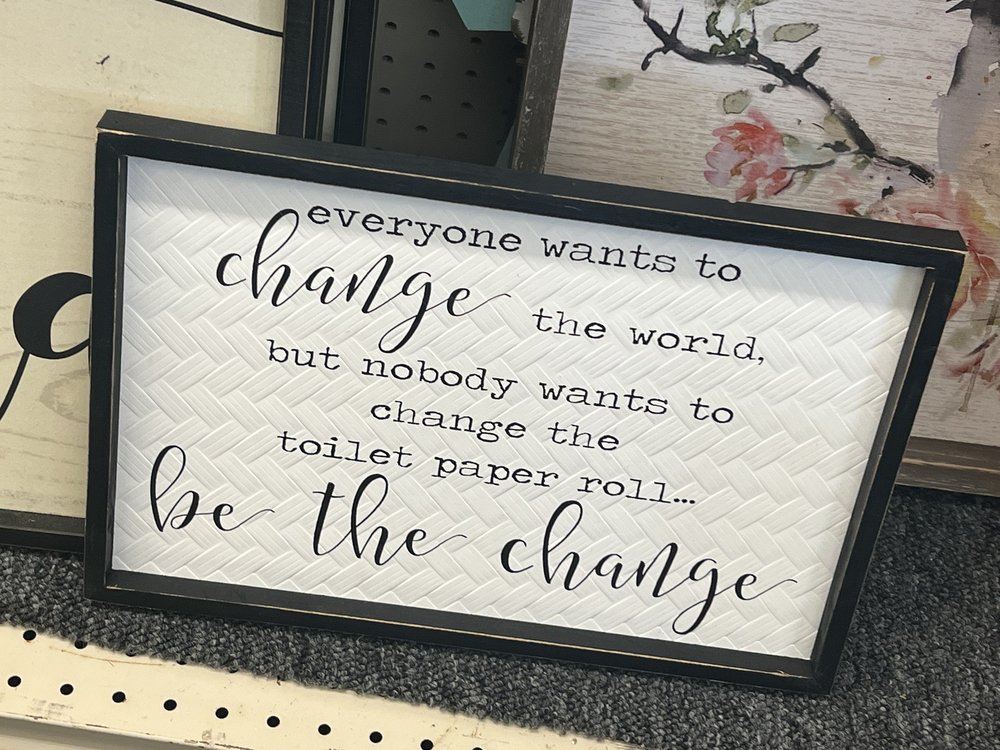 everyone wants to
change the world,
but nobody wants to
change the
toilet paper roll...
be the change